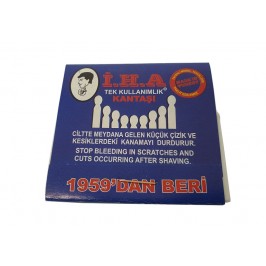 İ.H.A
TEK KULLANIMLIK®
KANTAŞI
CİLTTE MEYDANA GELEN KÜÇÜK ÇİZİK VE
KESİKLERDEKİ KANAMAYI DURDURUR.
STOP BLEEDING IN SCRATCHES AND
CUTS OCCURRING AFTER SHAVING.
1959'DAN BERİ